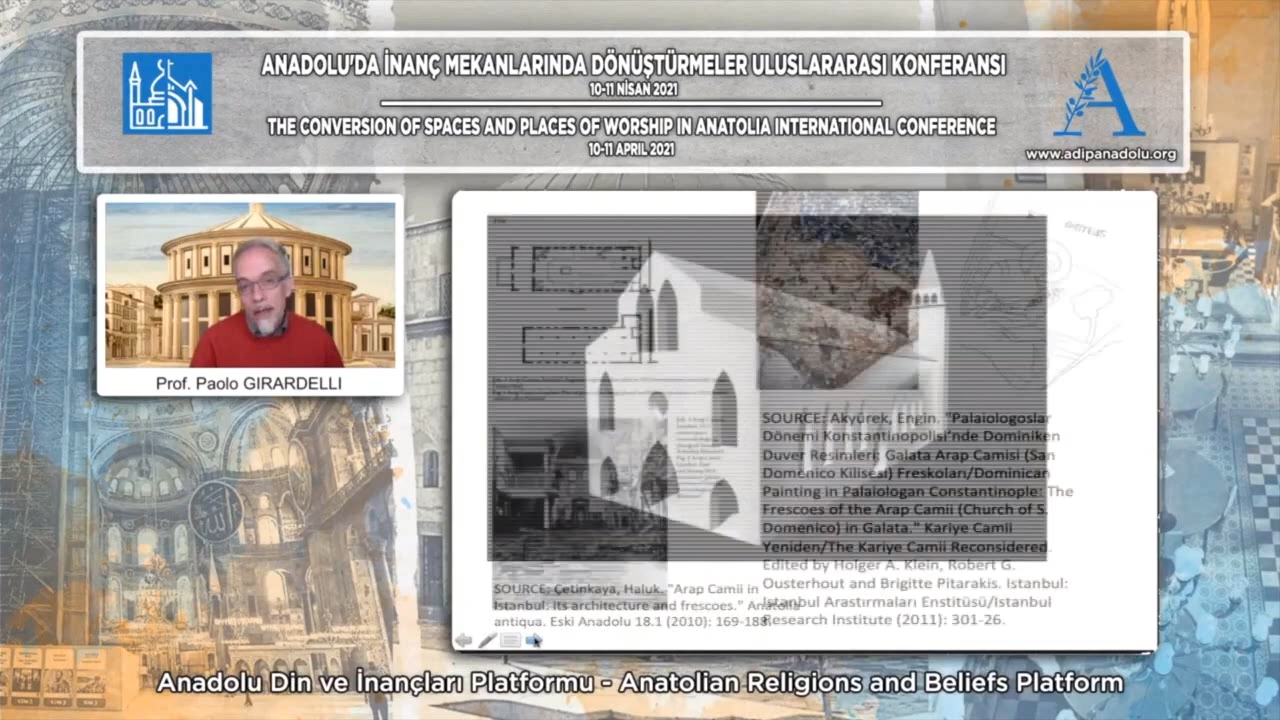 ANADOLU'DA İNANÇ MEKANLARINDA DÖNÜŞTÜRMELER ULUSLARARASI KONFERANSI
10-11 NİSAN 2021
THE CONVERSION OF SPACES AND PLACES OF WORSHIP IN ANATOLIA INTERNATIONAL CONFERENCE
10-11 APRIL 2021
www.adipanadolu.org
Prof. Paolo GIRARDELLI
SOURCE: Akyürek, Engin. "Palaiologoslar
Dönemi Konstantinopolisi'nde Dominiken
Duver Resimleri: Galata Arap Camisi (San
Domenico Kilisesi) Freskoları/Dominican
Painting in Palaiologan Constantinople: The
Frescoes of the Arap Camii (Church of S.
Domenico) in Galata." Kariye Camii
Yeniden/The Kariye Camii Reconsidered.
Edited by Holger A. Klein, Robert G.
Ousterhout and Brigitte Pitarakis. Istanbul:
Istanbul Arastırmaları Enstitüsü/Istanbul
Research Institute (2011): 301-26.
SOURCE: Çetinkaya, Haluk. "Arap Camii in
Istanbul: its architecture and frescoes." Anatolia
antiqua. Eski Anadolu 18.1 (2010): 169-188.
Anadolu Din ve İnançları Platformu - Anatolian Religions and Beliefs Platform